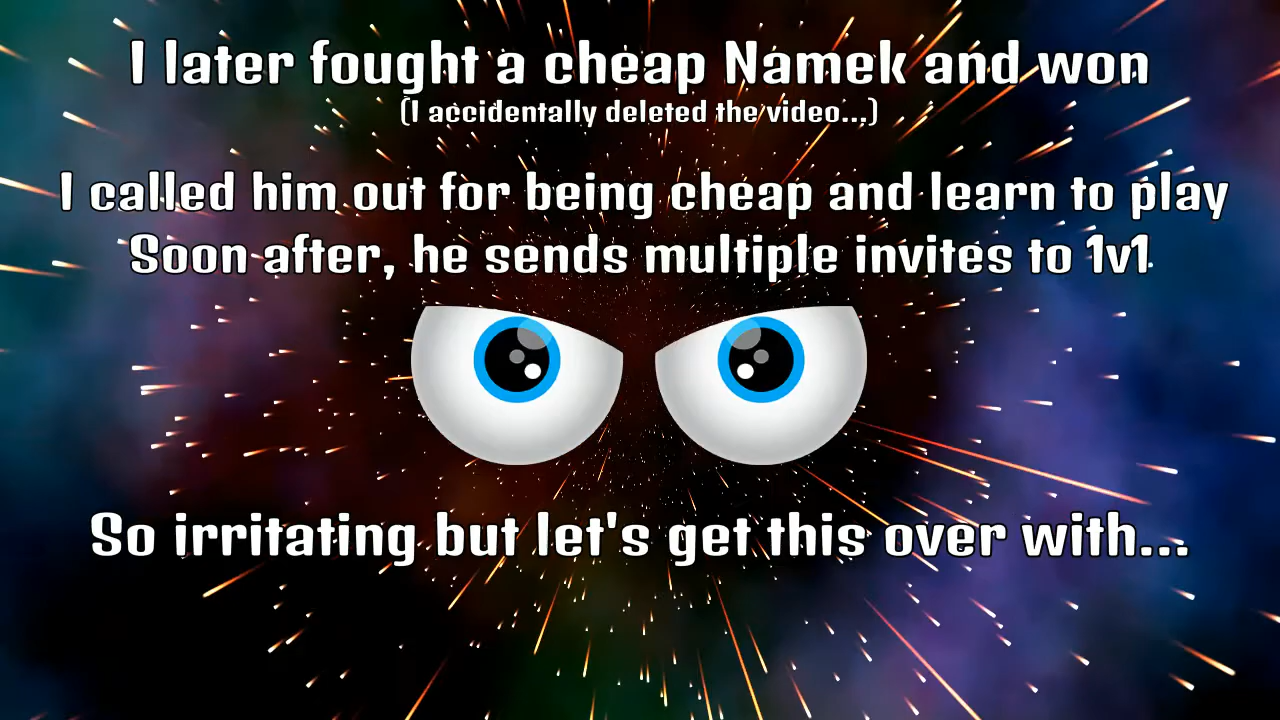 I later fought a cheap Namek and won
(I accidentally deleted the video...)
I called him out for being cheap and learn to play
Soon after, he sends multiple invites to 1v1
So irritating but let's get this over with...